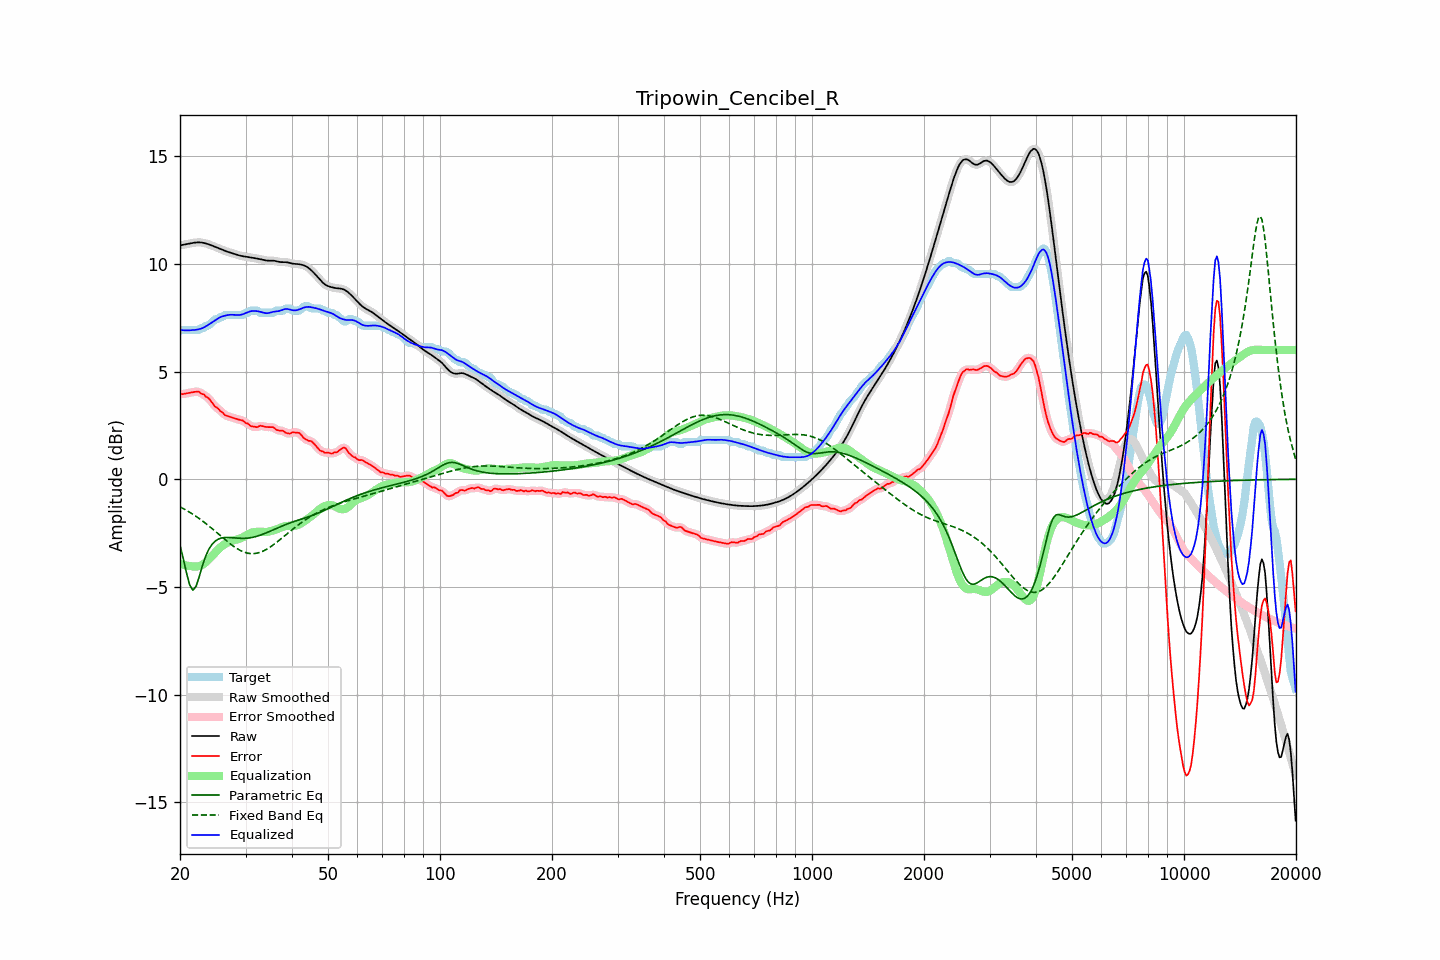 Tripowin_Cencibel_R
Amplitude (dBr)
15
10
5
0
−5
−10
−15
Target
Raw Smoothed
Error Smoothed
Raw
Error
Equalization
Parametric Eq
Fixed Band Eq
Equalized
20 50 100 200 500 1000 2000 5000 10000 20000
Frequency (Hz)